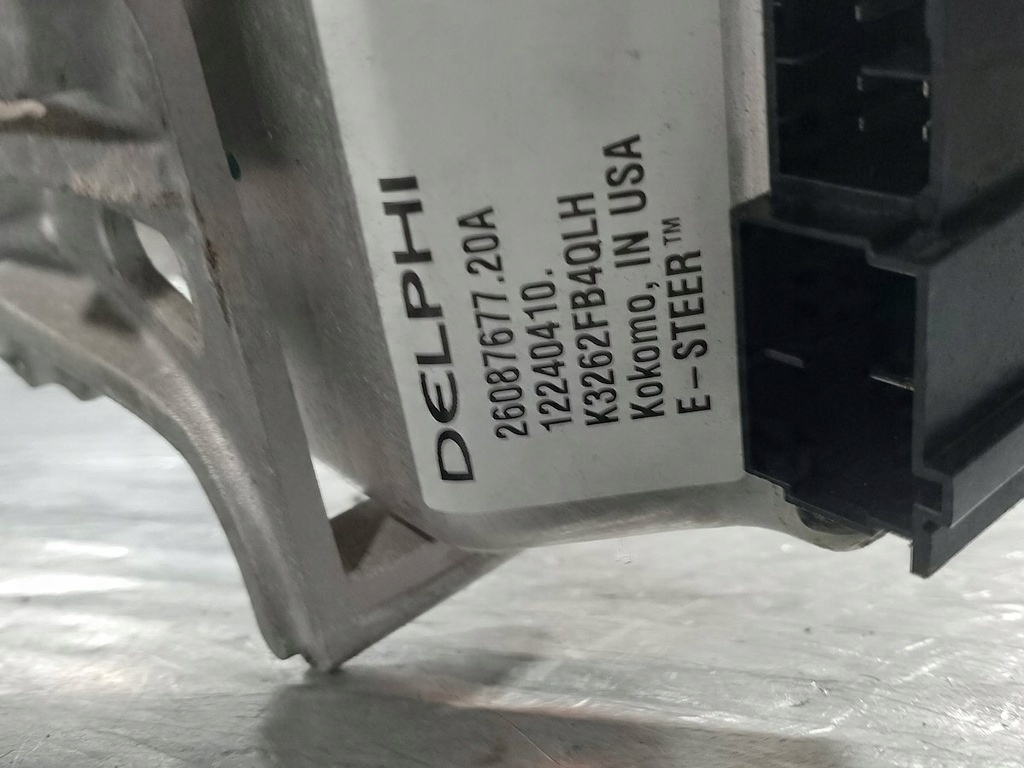 DELPHI
26087677.20A
12240410.
K3262FB4QLH
Kokomo, IN USA
E-STEER™